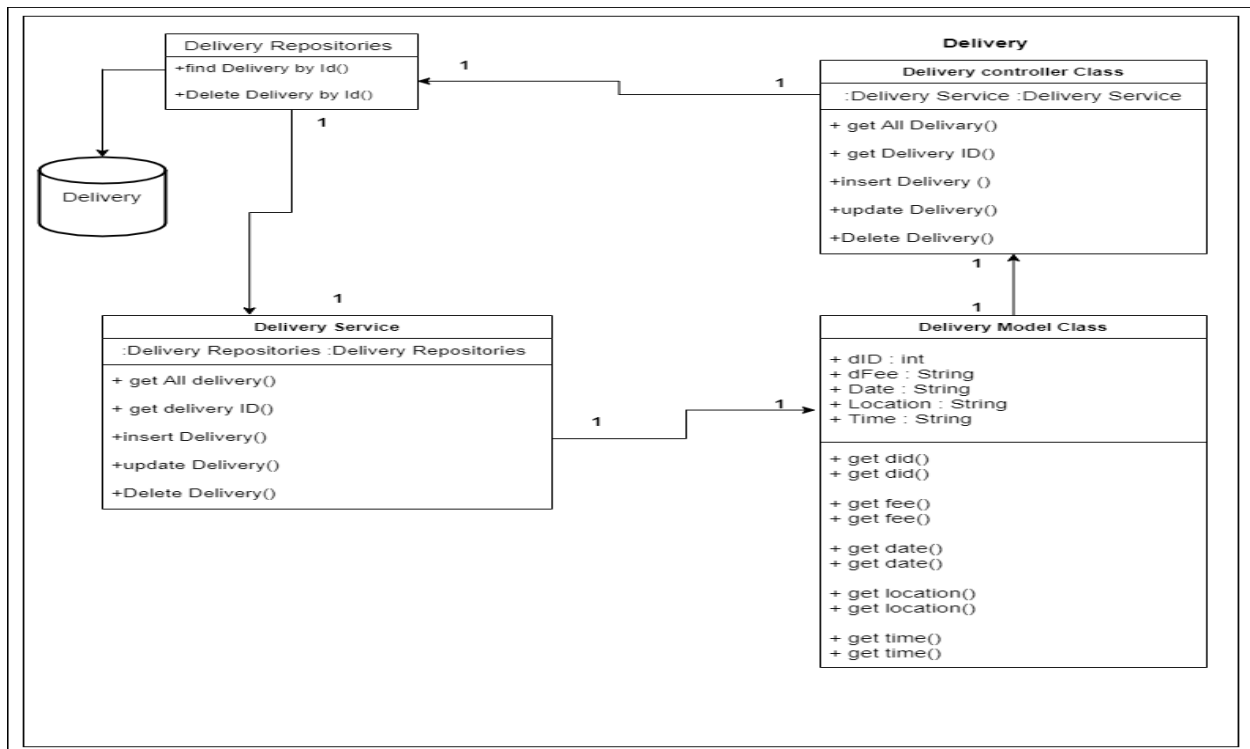 Delivery Repositories
+find Delivery by Id()
+Delete Delivery by Id()
1
1
1
Delivery
Delivery
Delivery controller Class
:Delivery Service :Delivery Service
+ get All Delivary()
+ get Delivery ID()
+insert Delivery ()
+update Delivery()
+Delete Delivery()
1
1
1
Delivery Service
:Delivery Repositories :Delivery Repositories
+ get All delivery()
+ get delivery ID()
+insert Delivery()
+update Delivery()
+Delete Delivery()
1
1
Delivery Model Class
+ dID : int
+ dFee : String
+ Date : String
+ Location : String
+ Time : String
+ get did()
+ get did()
+ get fee()
+ get fee()
+ get date()
+ get date()
+ get location()
+ get location()
+ get time()
+ get time()